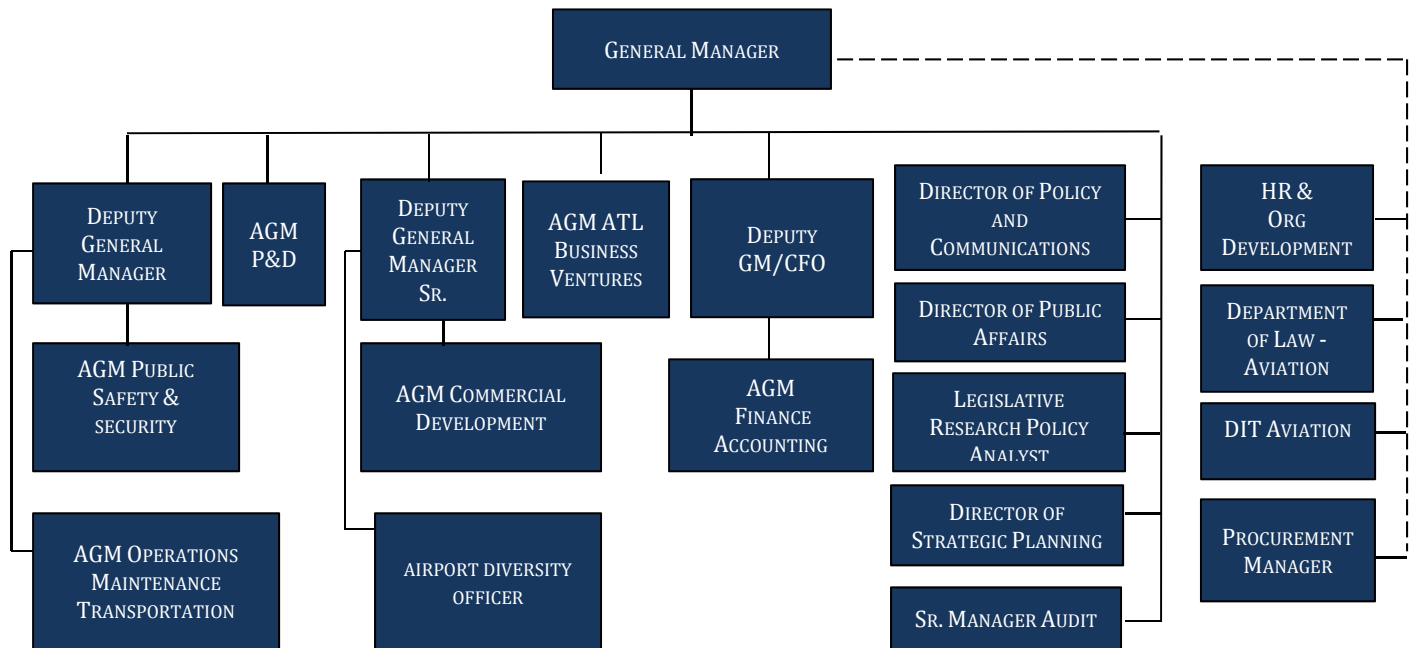 GENERAL MANAGER
DEPUTY
GENERAL
MANAGER
AGM
P&D
DEPUTY
GENERAL
MANAGER
SR.
AGM ATL
BUSINESS
VENTURES
DEPUTY
GM/CFO
DIRECTOR OF POLICY
AND
COMMUNICATIONS
HR &
ORG
DEVELOPMENT
DIRECTOR OF PUBLIC
AFFAIRS
DEPARTMENT
OF LAW -
AVIATION
AGM PUBLIC
SAFETY &
SECURITY
AGM COMMERCIAL
DEVELOPMENT
AGM
FINANCE
ACCOUNTING
LEGISLATIVE
RESEARCH POLICY
ANALYST
DIT AVIATION
DIRECTOR OF
STRATEGIC PLANNING
PROCUREMENT
MANAGER
AGM OPERATIONS
MAINTENANCE
TRANSPORTATION
AIRPORT DIVERSITY
OFFICER
SR. MANAGER AUDIT